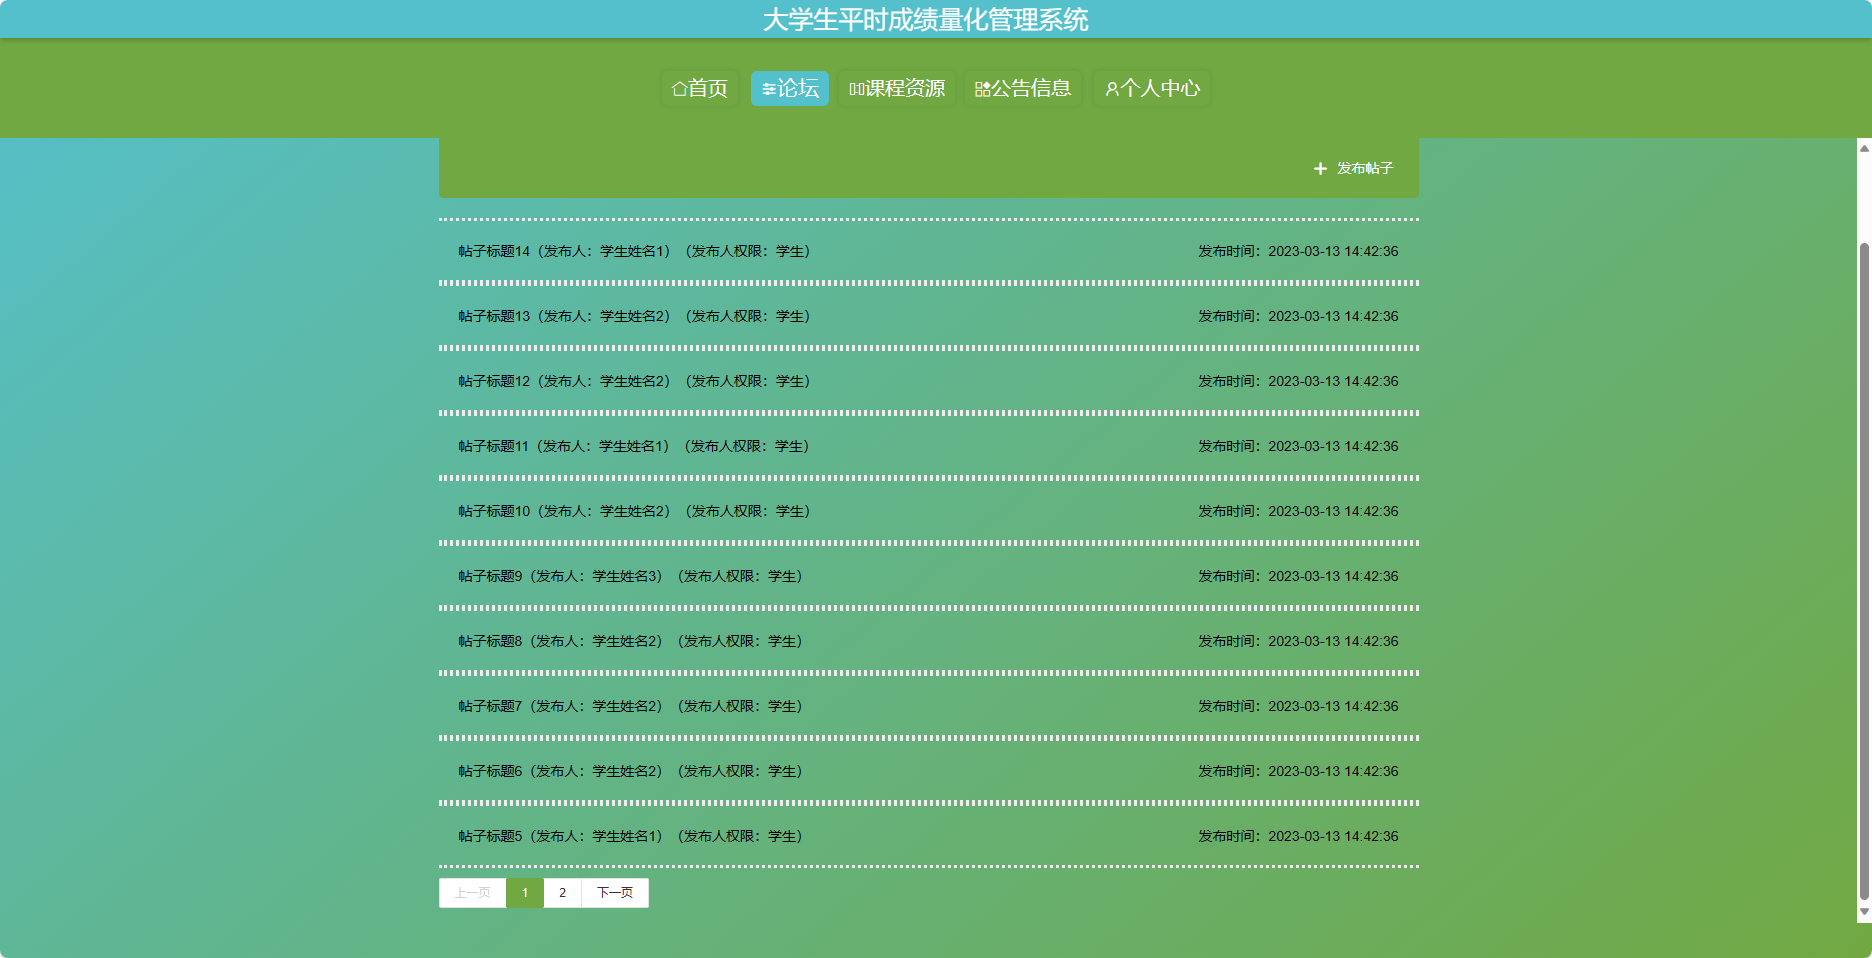 大学生平时成绩量化管理系统
首页 论坛 课程资源 公告信息 个人中心
发布帖子
帖子标题14（发布人：学生姓名1）（发布人权限：学生） 发布时间：2023-03-13 14:42:36
帖子标题13（发布人：学生姓名2）（发布人权限：学生） 发布时间：2023-03-13 14:42:36
帖子标题12（发布人：学生姓名2）（发布人权限：学生） 发布时间：2023-03-13 14:42:36
帖子标题11（发布人：学生姓名1）（发布人权限：学生） 发布时间：2023-03-13 14:42:36
帖子标题10（发布人：学生姓名2）（发布人权限：学生） 发布时间：2023-03-13 14:42:36
帖子标题9（发布人：学生姓名3）（发布人权限：学生） 发布时间：2023-03-13 14:42:36
帖子标题8（发布人：学生姓名2）（发布人权限：学生） 发布时间：2023-03-13 14:42:36
帖子标题7（发布人：学生姓名2）（发布人权限：学生） 发布时间：2023-03-13 14:42:36
帖子标题6（发布人：学生姓名2）（发布人权限：学生） 发布时间：2023-03-13 14:42:36
帖子标题5（发布人：学生姓名1）（发布人权限：学生） 发布时间：2023-03-13 14:42:36
上一页 1 2 下一页